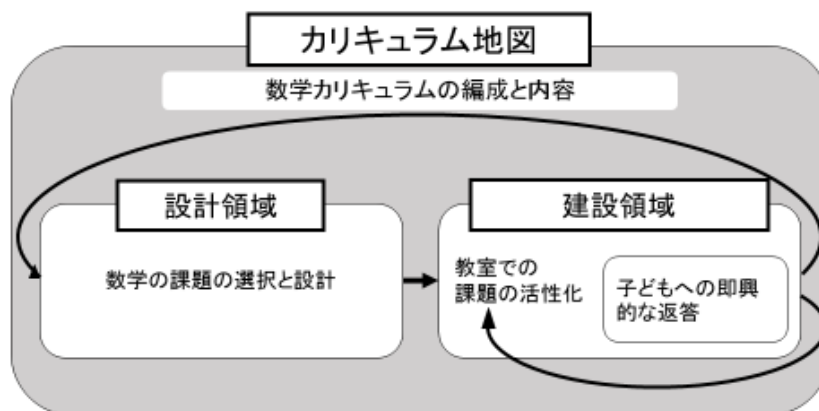 カリキュラム地図
数学カリキュラムの編成と内容
設計領域
数学の課題の選択と設計
建設領域
教室での
課題の活性化
子どもへの即興
的な返答